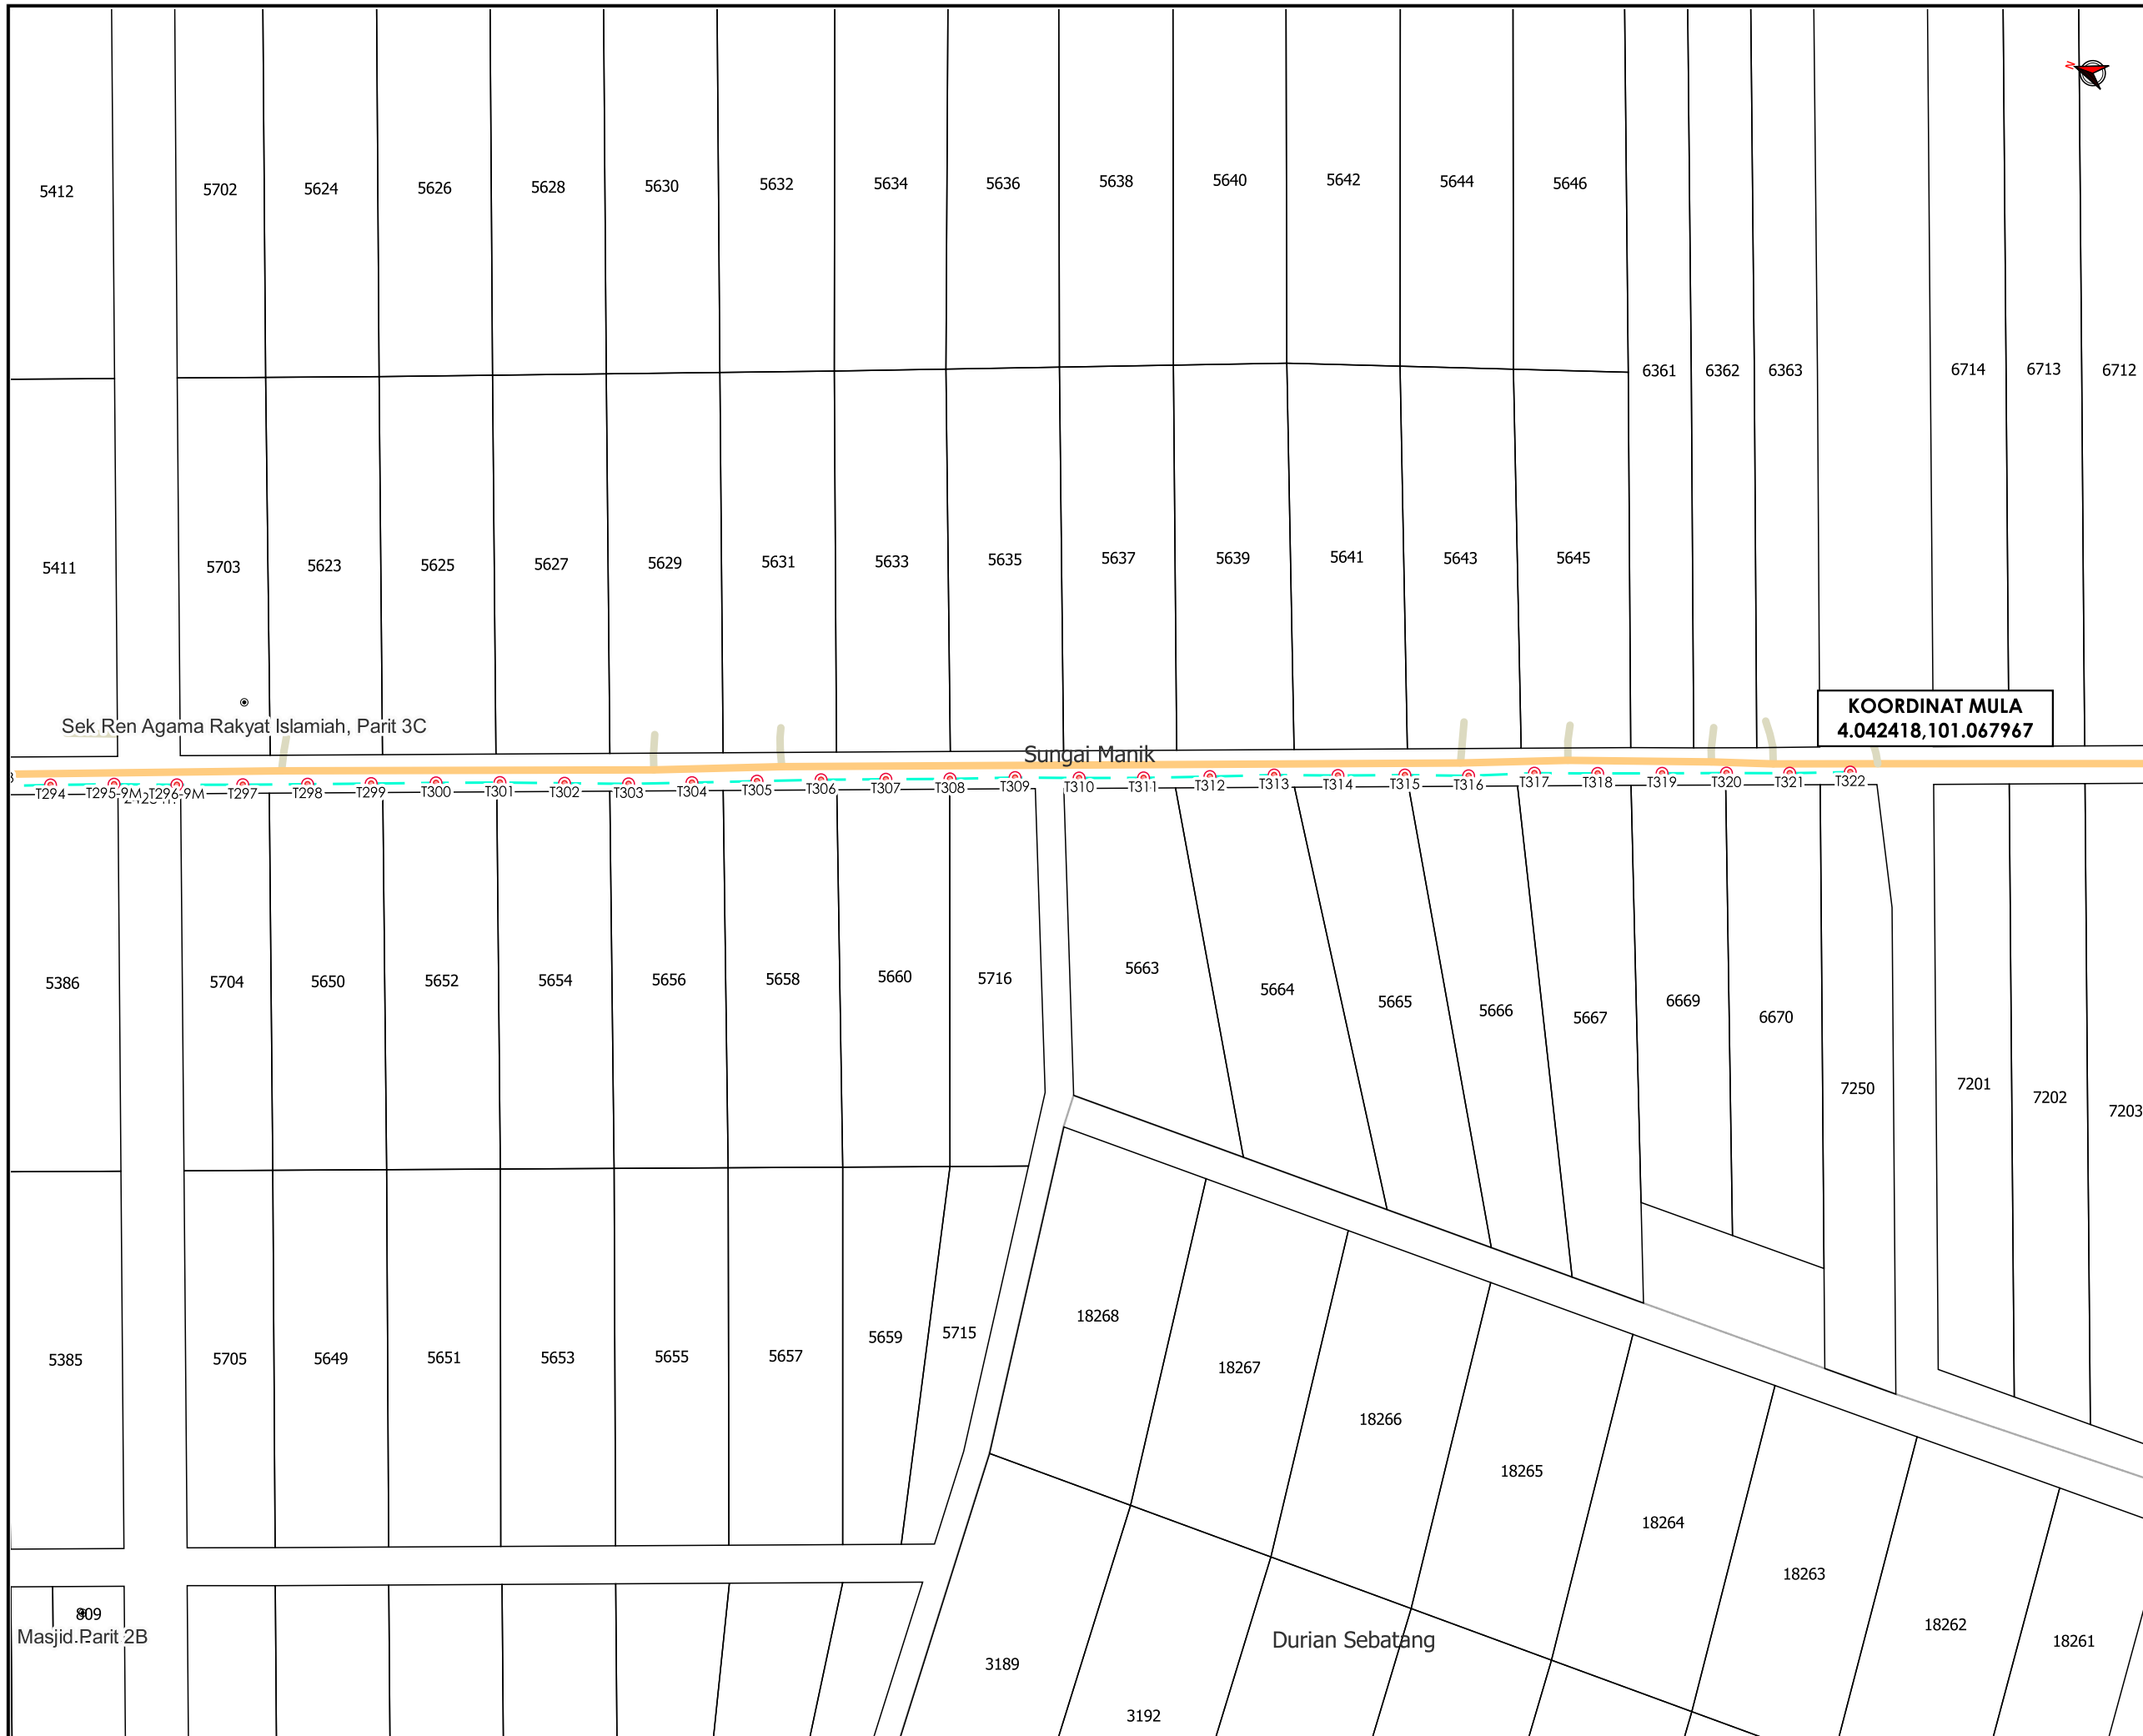 N
5412 5702 5624 5626 5628 5630 5632 5634 5636 5638 5640 5642 5644 5646
6361 6362 6363 6714 6713 6712
5411 5703 5623 5625 5627 5629 5631 5633 5635 5637 5639 5641 5643 5645
KOORDINAT MULA
4.042418,101.067967
Sek Ren Agama Rakyat Islamiah, Parit 3C
Sungai Manik
T294 T295-9M T296-9M T297 T298 T299 T300 T301 T302 T303 T304 T305 T306 T307 T308 T309 T310 T311 T312 T313 T314 T315 T316 T317 T318 T319 T320 T321 T322
5386 5704 5650 5652 5654 5656 5658 5660 5716 5663 5664 5665 5666 5667 6669 6670
7250 7201 7202 7203
5385 5705 5649 5651 5653 5655 5657 5659 5715
18268
18267
18266
18265
18264
18263
18262
18261
809
Masjid Parit 2B
Durian Sebatang
3189
3192